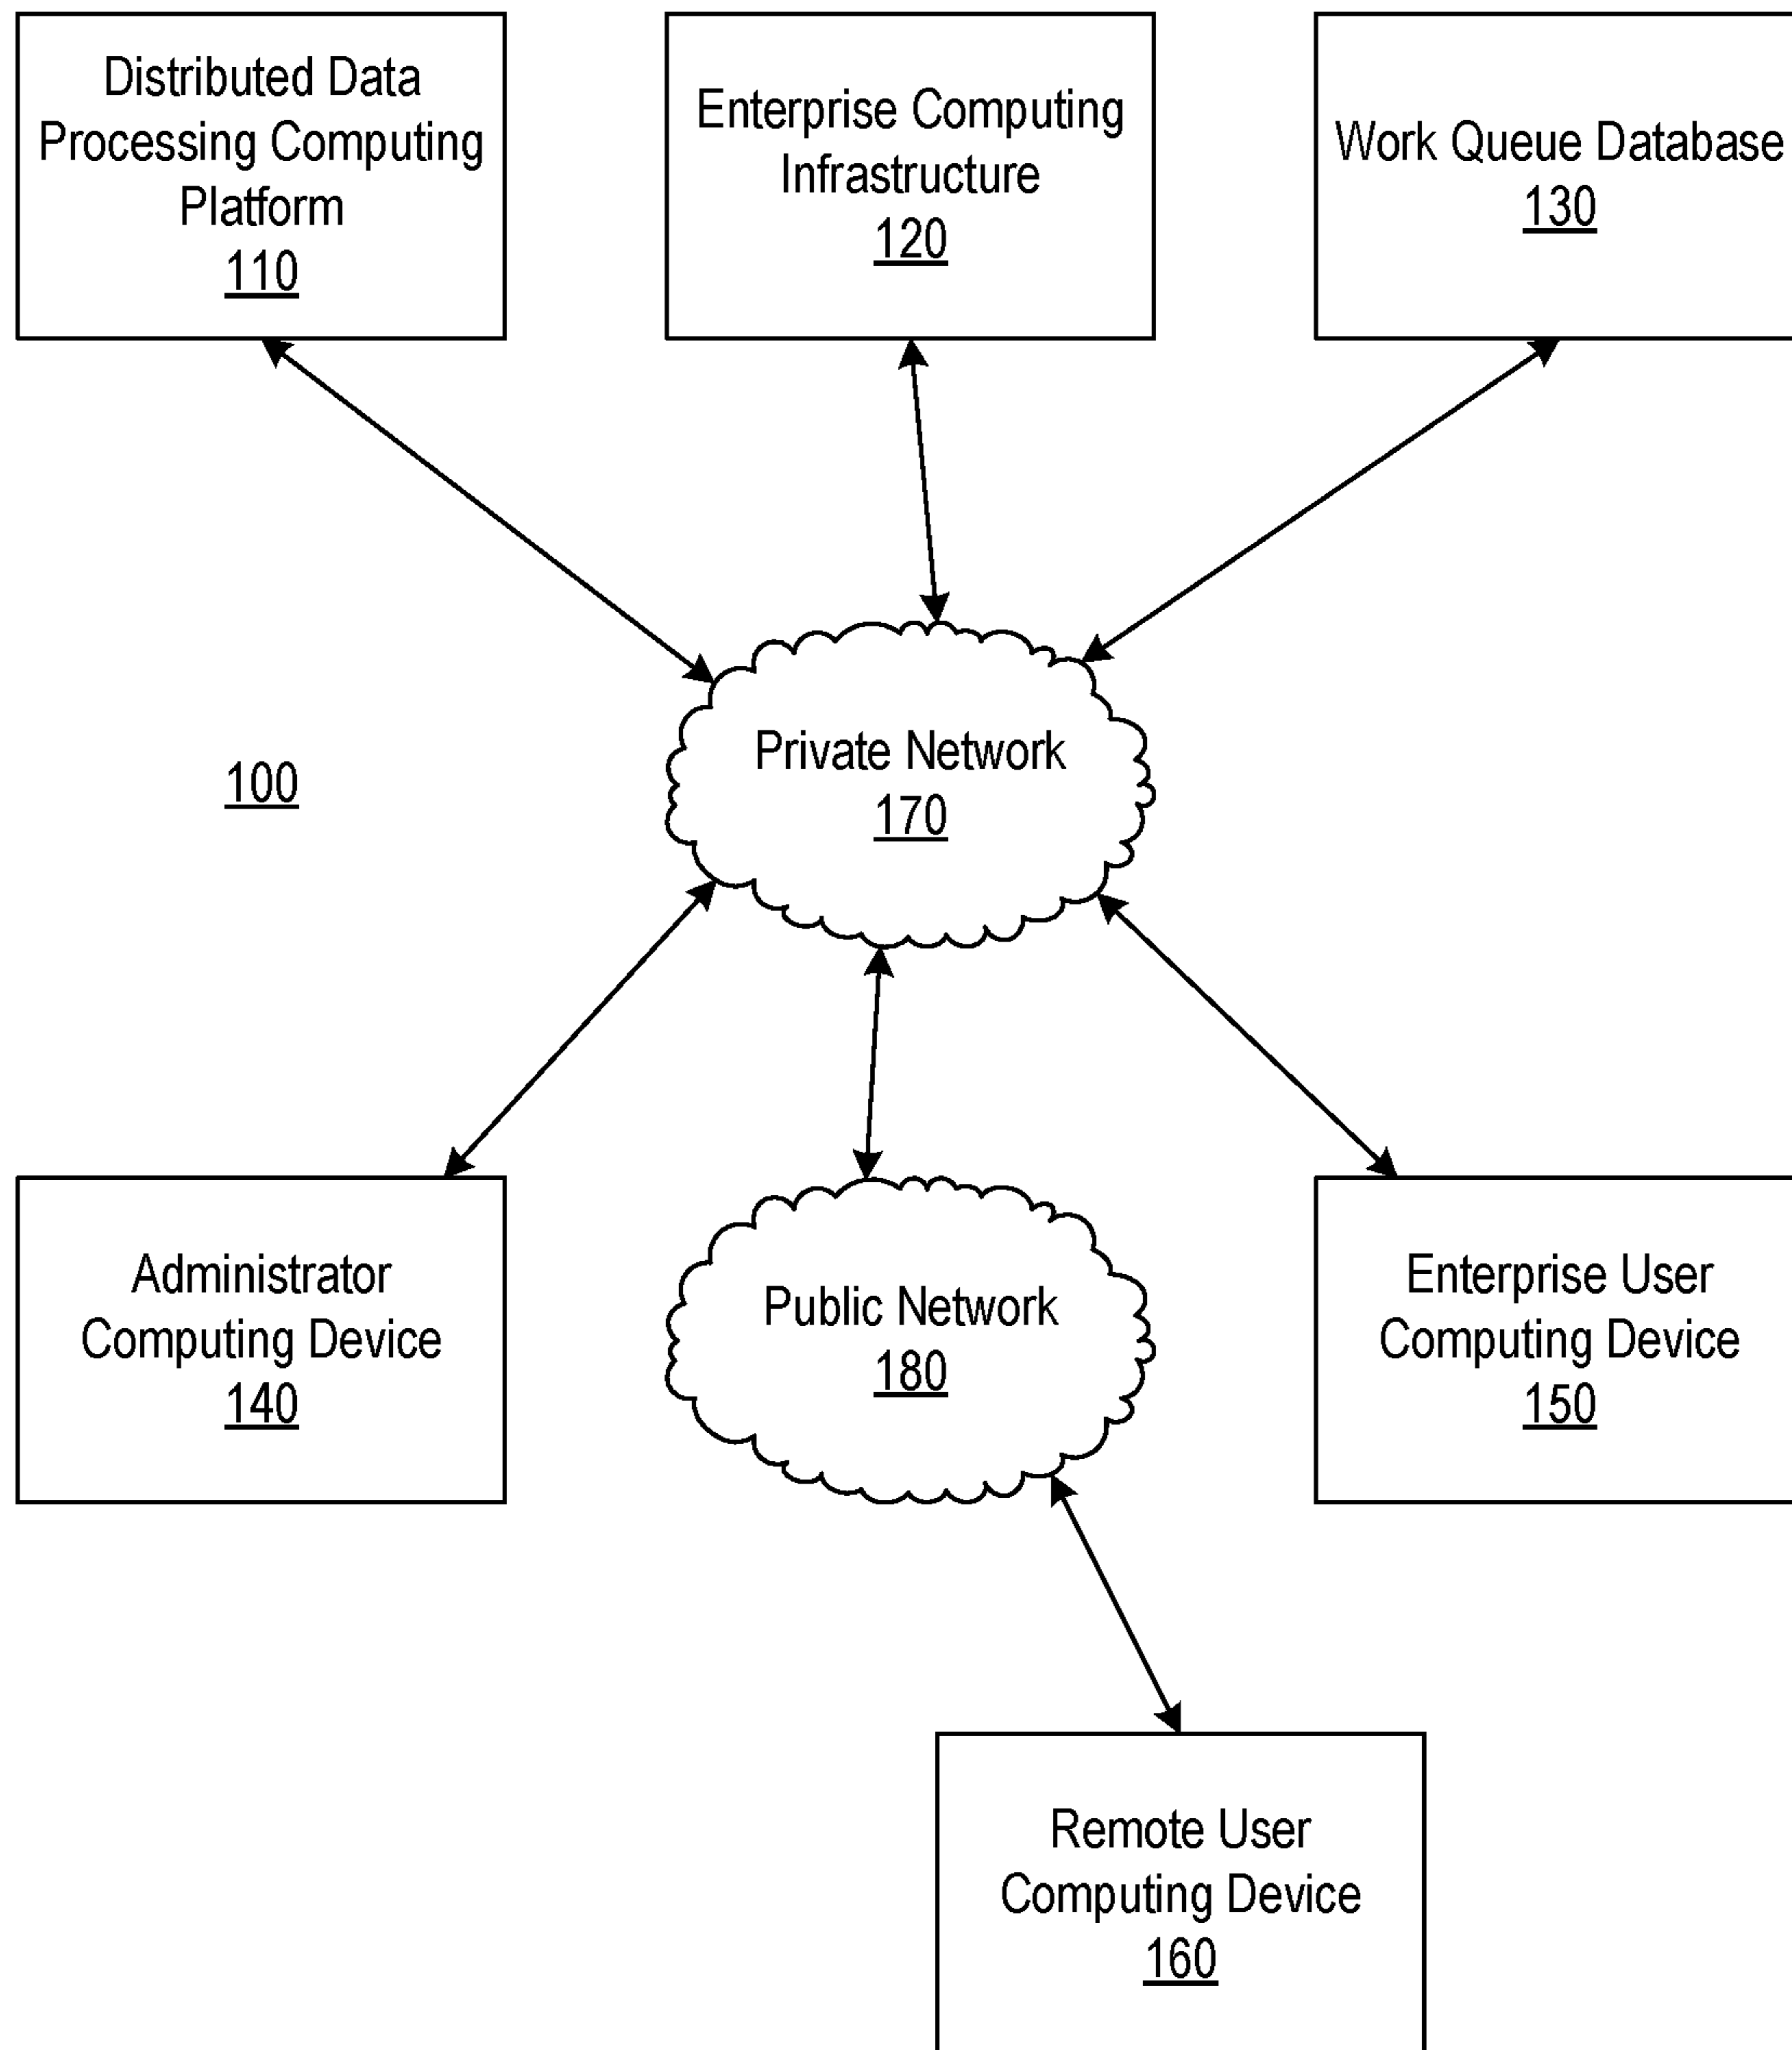 Distributed Data
Processing Computing
Platform
110
Enterprise Computing
Infrastructure
120
Work Queue Database
130
Private Network
170
100
Administrator
Computing Device
140
Public Network
180
Enterprise User
Computing Device
150
Remote User
Computing Device
160